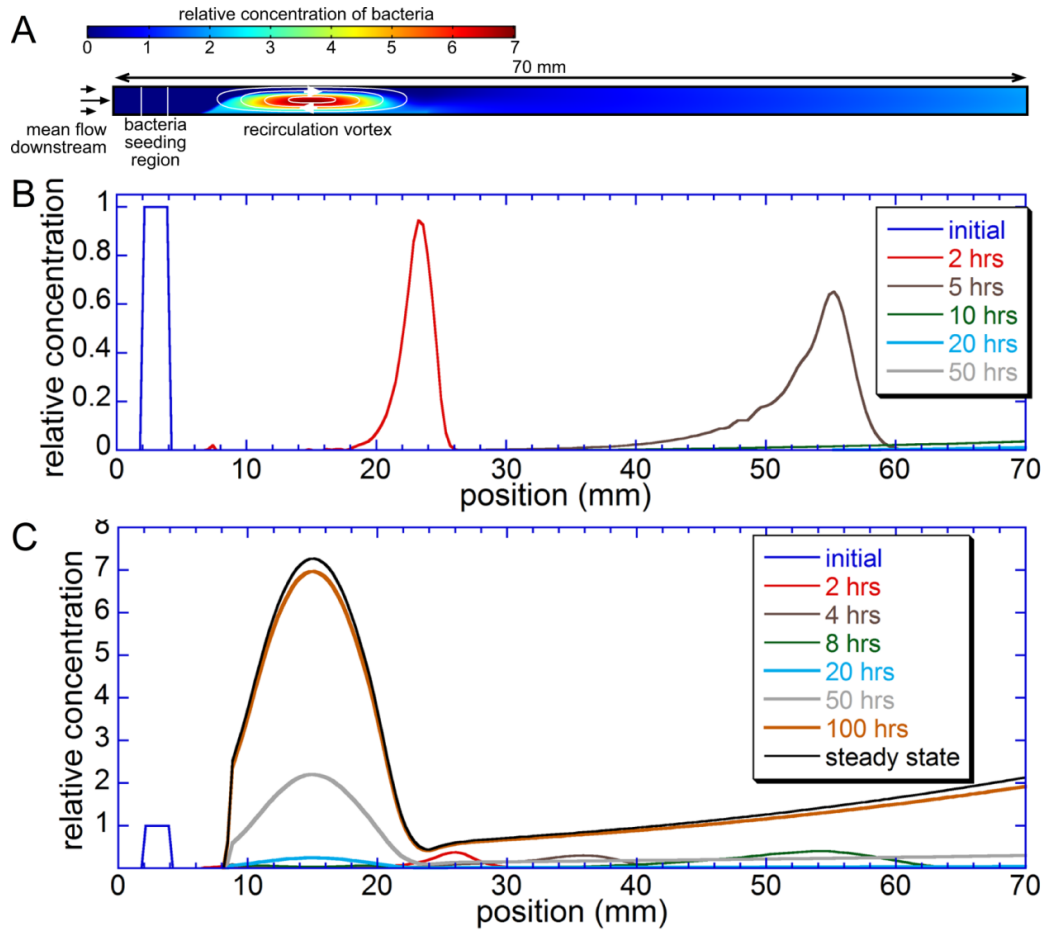 A
relative concentration of bacteria
0 1 2 3 4 5 6 7
70 mm
mean flow
downstream
bacteria
seeding
region
recirculation vortex
B
relative concentration
1
0.8
0.6
0.4
0.2
0
0 10 20 30 40 50 60 70
position (mm)
initial
2 hrs
5 hrs
10 hrs
20 hrs
50 hrs
C
relative concentration
8
7
6
5
4
3
2
1
0 10 20 30 40 50 60 70
position (mm)
initial
2 hrs
4 hrs
8 hrs
20 hrs
50 hrs
100 hrs
steady state